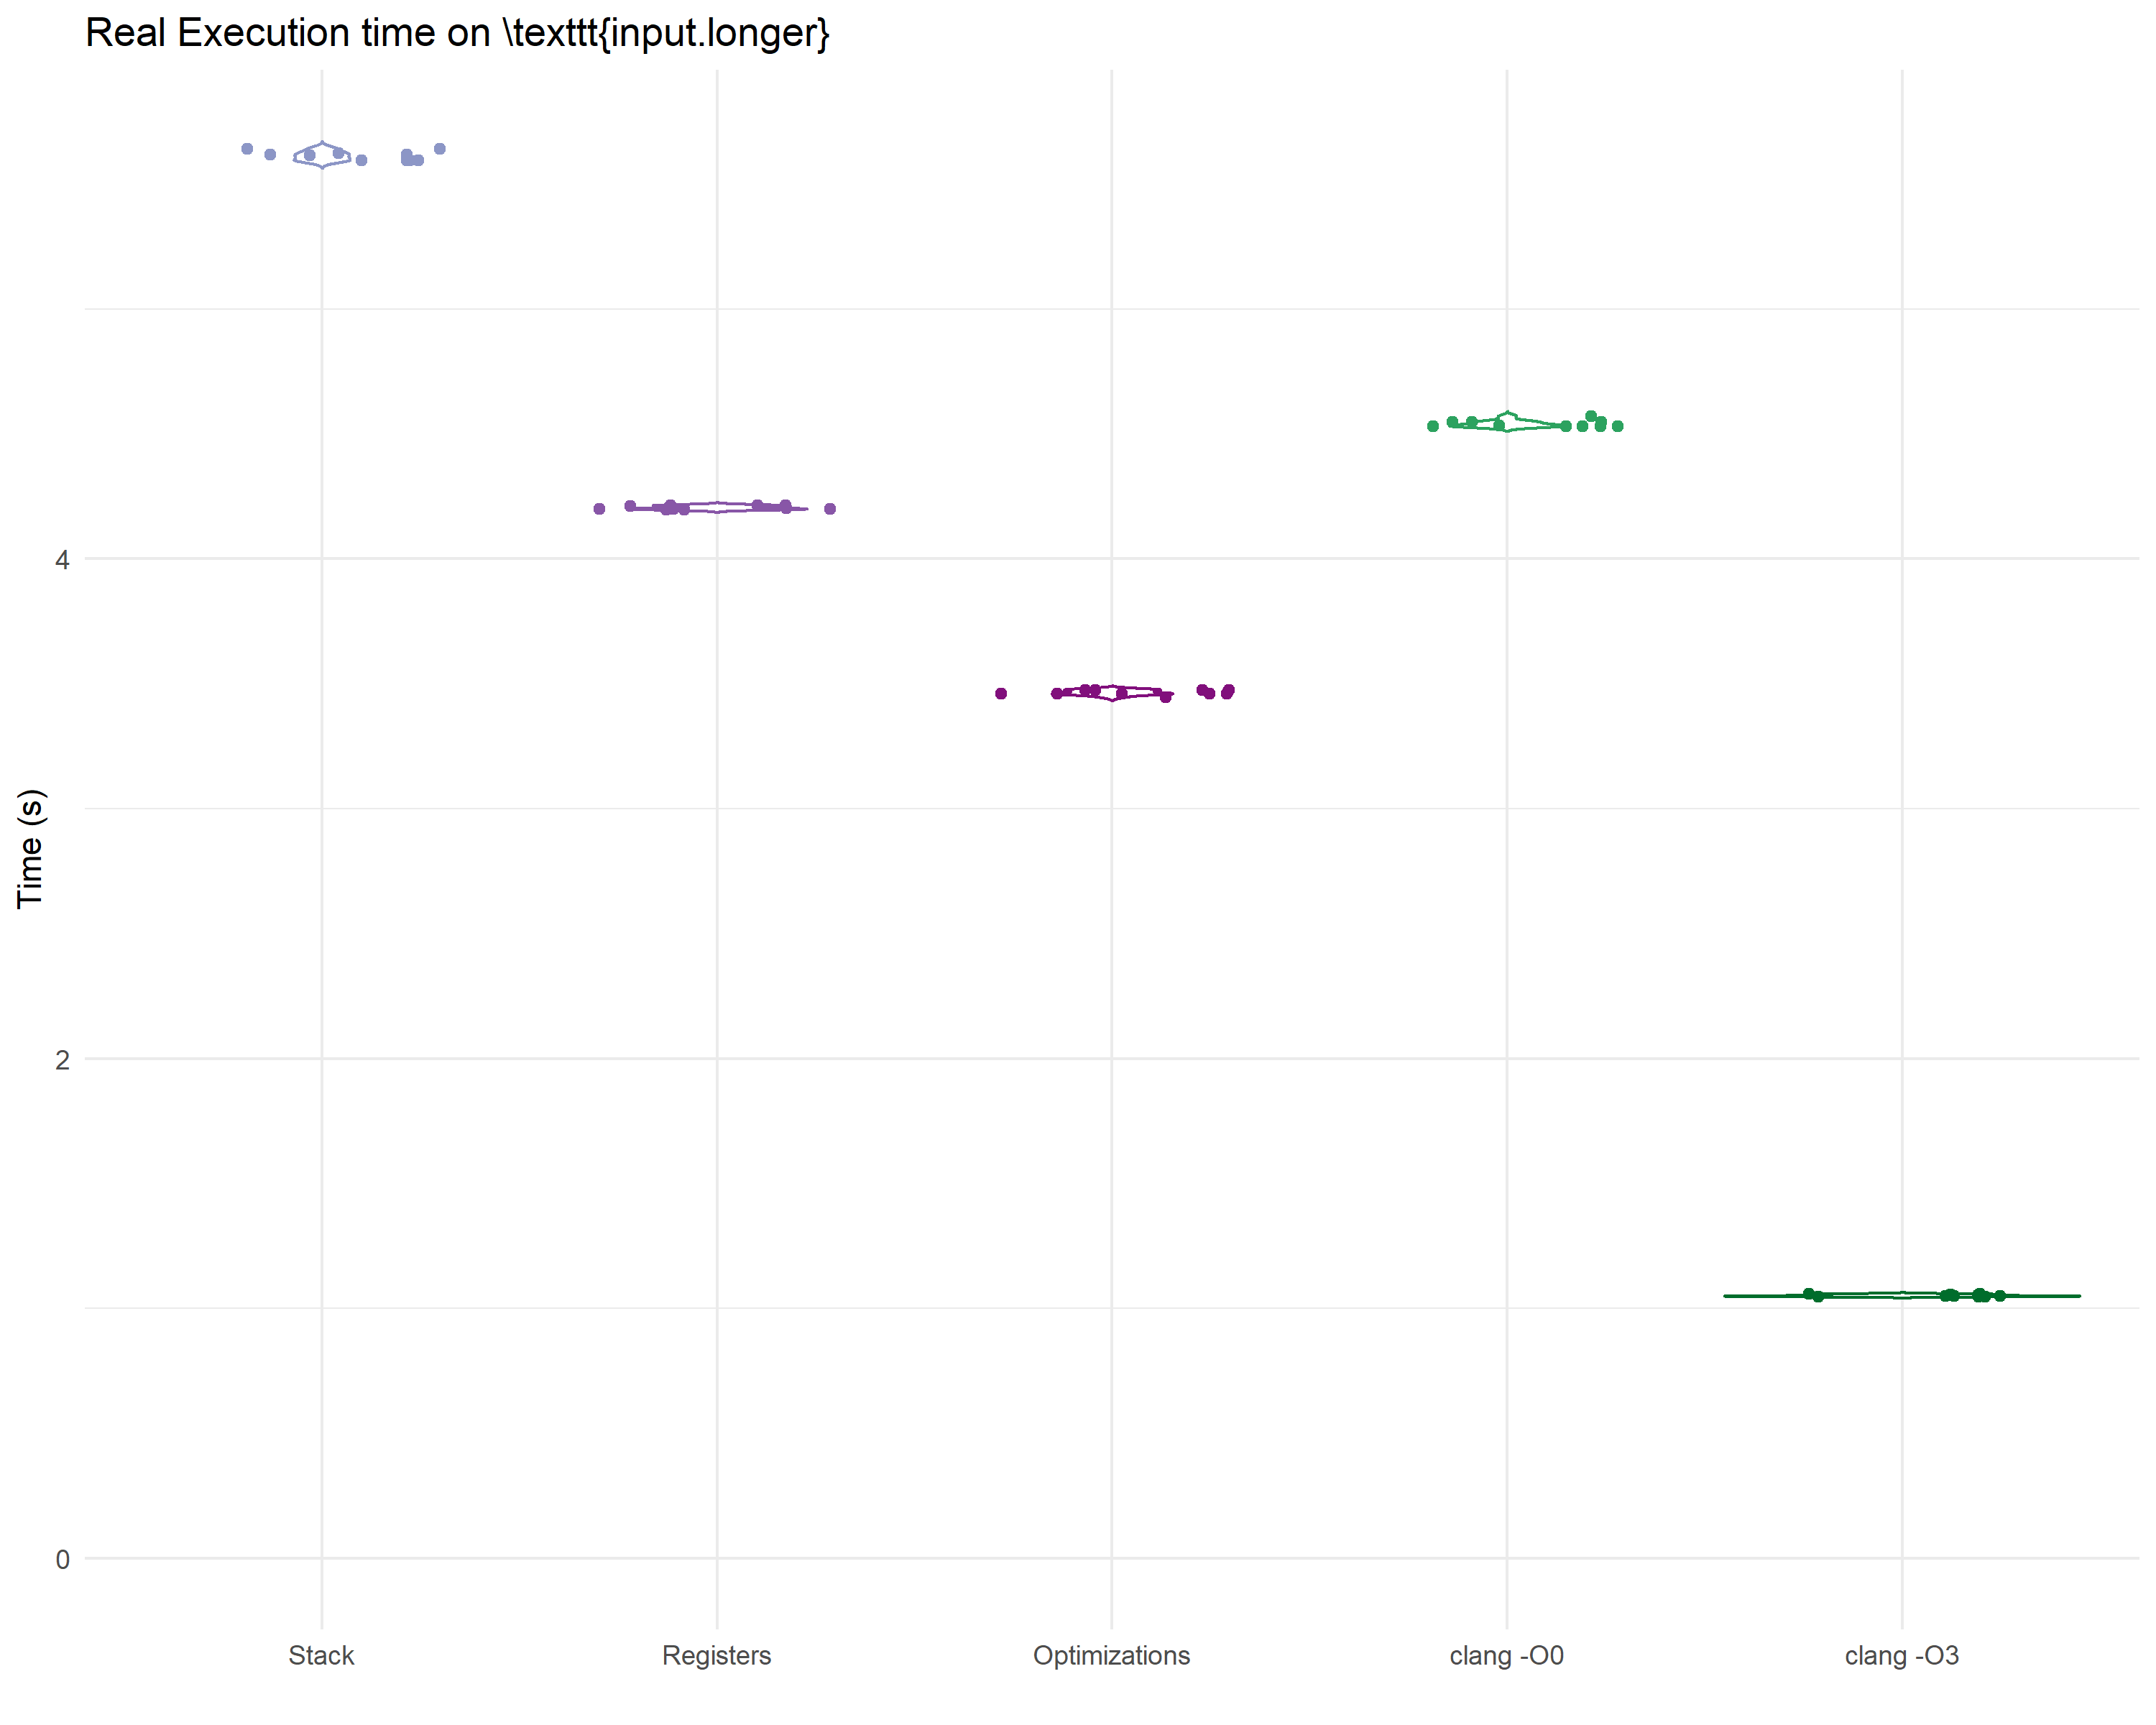 Real Execution time on \texttt{input.longer}
Time (s)
4
2
0
Stack
Registers
Optimizations
clang -O0
clang -O3